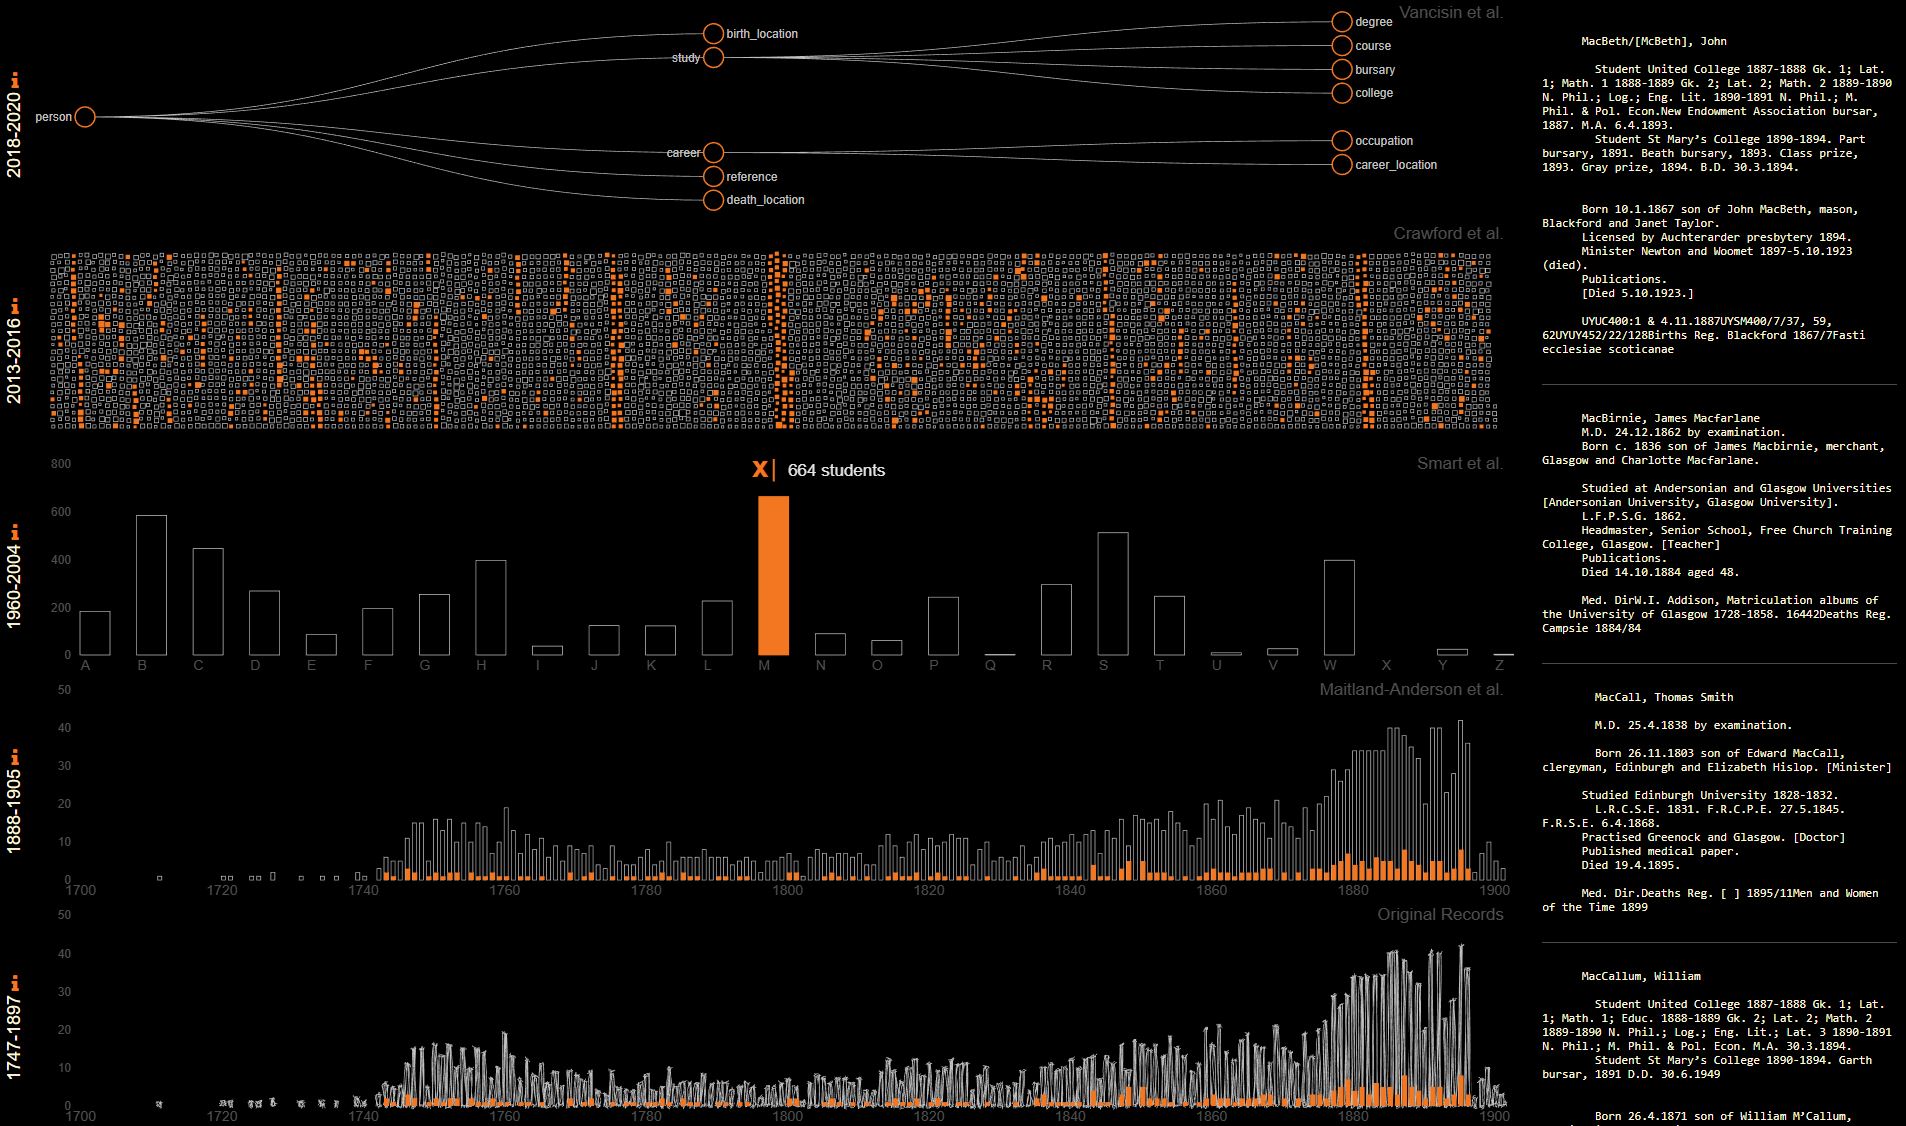 Vancisin et al.
2018-2020 i
person
birth_location
study
career
reference
death_location
degree
course
bursary
college
occupation
career_location
Crawford et al.
2013-2016 i
Smart et al.
1960-2004 i
X| 664 students
800
600
400
200
0
A B C D E F G H I J K L M N O P Q R S T U V W X Y Z
Maitland-Anderson et al.
1888-1905 i
50
40
30
20
10
0
1700 1720 1740 1760 1780 1800 1820 1840 1860 1880 1900
Original Records
1747-1897 i
50
40
30
20
10
0
1700 1720 1740 1760 1780 1800 1820 1840 1860 1880 1900
MacBeth/[McBeth], John
Student United College 1887-1888 Gk. 1; Lat.
1; Math. 1 1888-1889 Gk. 2; Lat. 2; Math. 2 1889-1890
N. Phil.; Log.; Eng. Lit. 1890-1891 N. Phil.; M.
Phil. & Pol. Econ.New Endowment Association bursar,
1887. M.A. 6.4.1893.
Student St Mary's College 1890-1894. Part
bursary, 1891. Beath bursary, 1893. Class prize,
1893. Gray prize, 1894. B.D. 30.3.1894.
Born 10.1.1867 son of John MacBeth, mason,
Blackford and Janet Taylor.
Licensed by Auchterarder presbytery 1894.
Minister Newton and Woomet 1897-5.10.1923
(died).
Publications.
[Died 5.10.1923.]
UYUC400:1 & 4.11.1887UYSM400/7/37, 59,
62UYUY452/22/128Births Reg. Blackford 1867/7Fasti
ecclesiae scoticanae
MacBirnie, James Macfarlane
M.D. 24.12.1862 by examination.
Born c. 1836 son of James Macbirnie, merchant,
Glasgow and Charlotte Macfarlane.
Studied at Andersonian and Glasgow Universities
[Andersonian University, Glasgow University].
L.F.P.S.G. 1862.
Headmaster, Senior School, Free Church Training
College, Glasgow. [Teacher]
Publications.
Died 14.10.1884 aged 48.
Med. DirW.I. Addison, Matriculation albums of
the University of Glasgow 1728-1858. 16442Deaths Reg.
Campsie 1884/84
MacCall, Thomas Smith
M.D. 25.4.1838 by examination.
Born 26.11.1803 son of Edward MacCall,
clergyman, Edinburgh and Elizabeth Hislop. [Minister]
Studied Edinburgh University 1828-1832.
L.R.C.S.E. 1831. F.R.C.P.E. 27.5.1845.
F.R.S.E. 6.4.1868.
Practised Greenock and Glasgow. [Doctor]
Published medical paper.
Died 19.4.1895.
Med. Dir.Deaths Reg. [ ] 1895/11Men and Women
of the Time 1899
MacCallum, William
Student United College 1887-1888 Gk. 1; Lat.
1; Math. 1; Educ. 1888-1889 Gk. 2; Lat. 2; Math. 2
1889-1890 N. Phil.; Log.; Eng. Lit.; Lat. 3 1890-1891
N. Phil.; M. Phil. & Pol. Econ. M.A. 30.3.1894.
Student St Mary's College 1890-1894. Garth
bursar, 1891 D.D. 30.6.1949
Born 26.4.1871 son of William M'Callum,